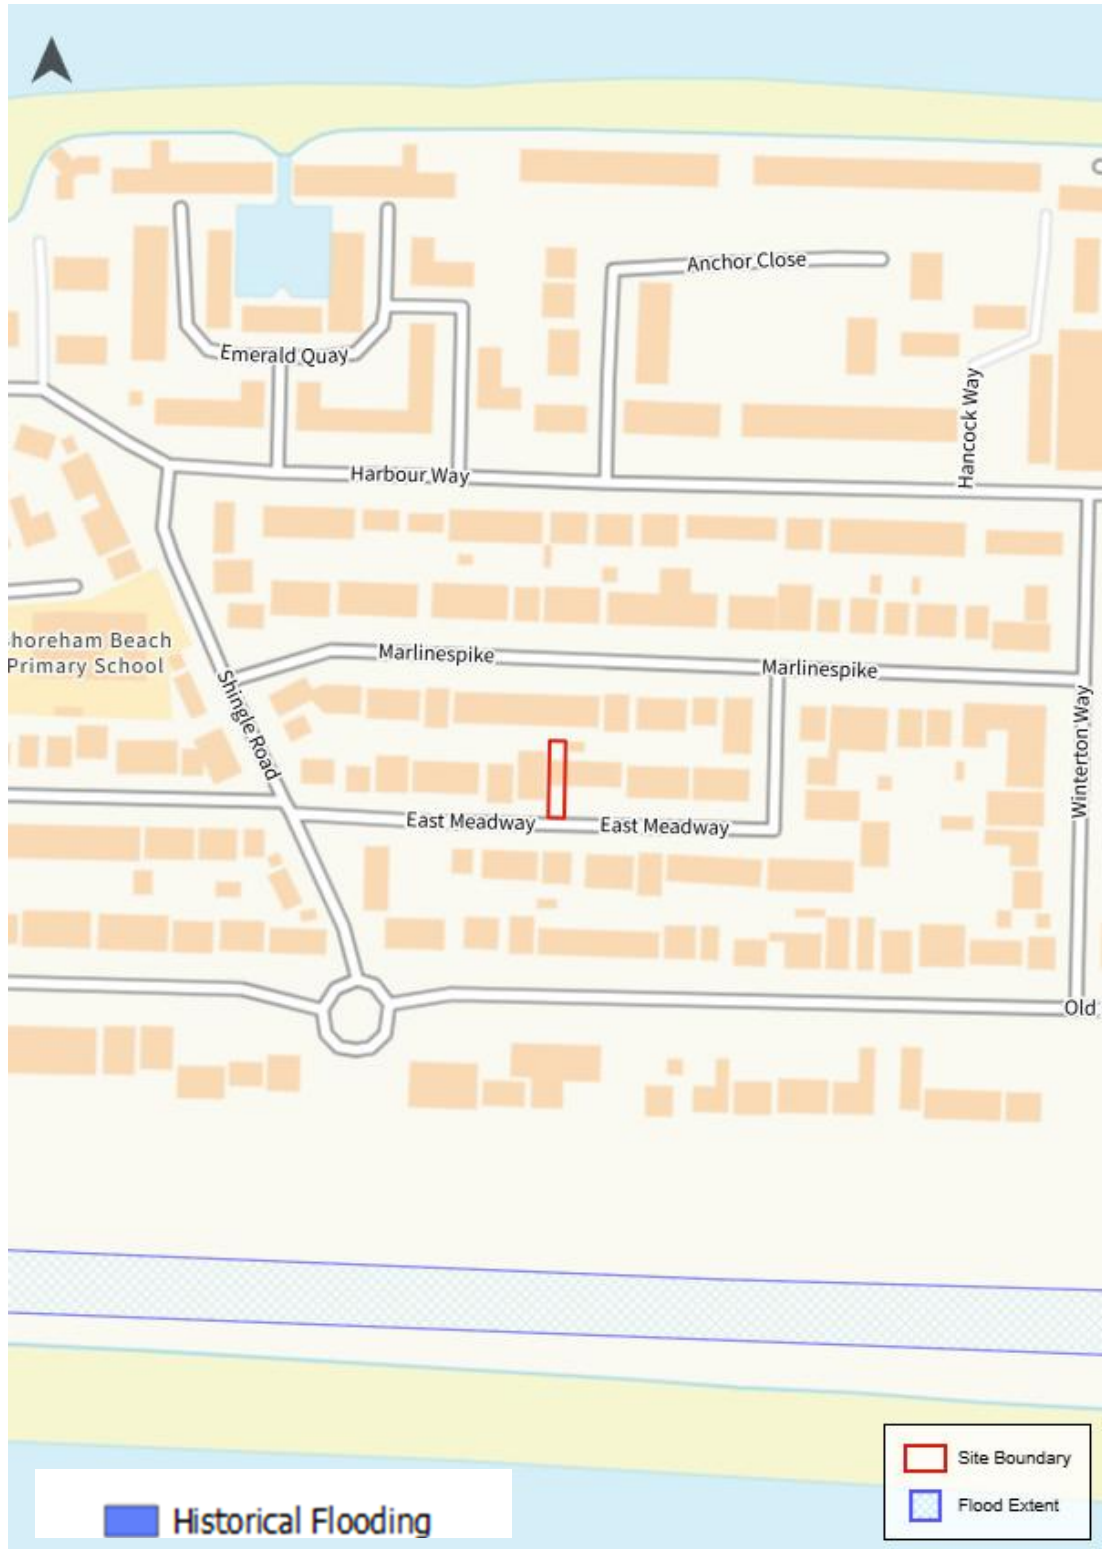 Anchor Close
Emerald Quay
Hancock Way
Harbour Way
Shoreham Beach
Primary School
Marlinespike
Marlinespike
Shingle Road
Winterton Way
East Meadway
East Meadway
Old
Site Boundary
Flood Extent
Historical Flooding